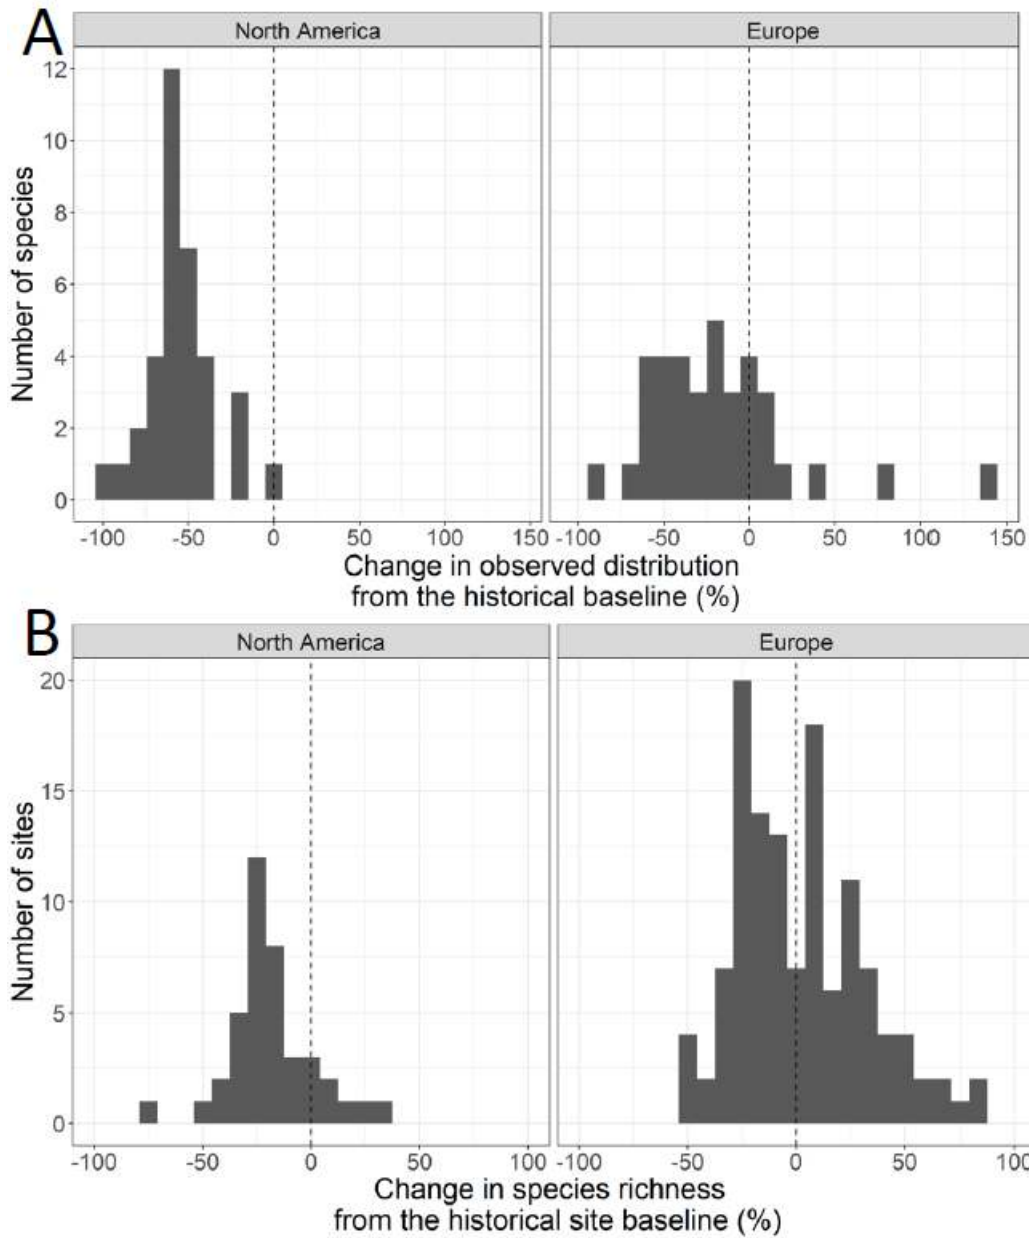 A
North America
Europe
Number of species
12
10
8
6
4
2
0
-100 -50 0 50 100 150
-100 -50 0 50 100 150
Change in observed distribution
from the historical baseline (%)
B
North America
Europe
Number of sites
20
15
10
5
0
-100 -50 0 50 100
-100 -50 0 50 100
Change in species richness
from the historical site baseline (%)